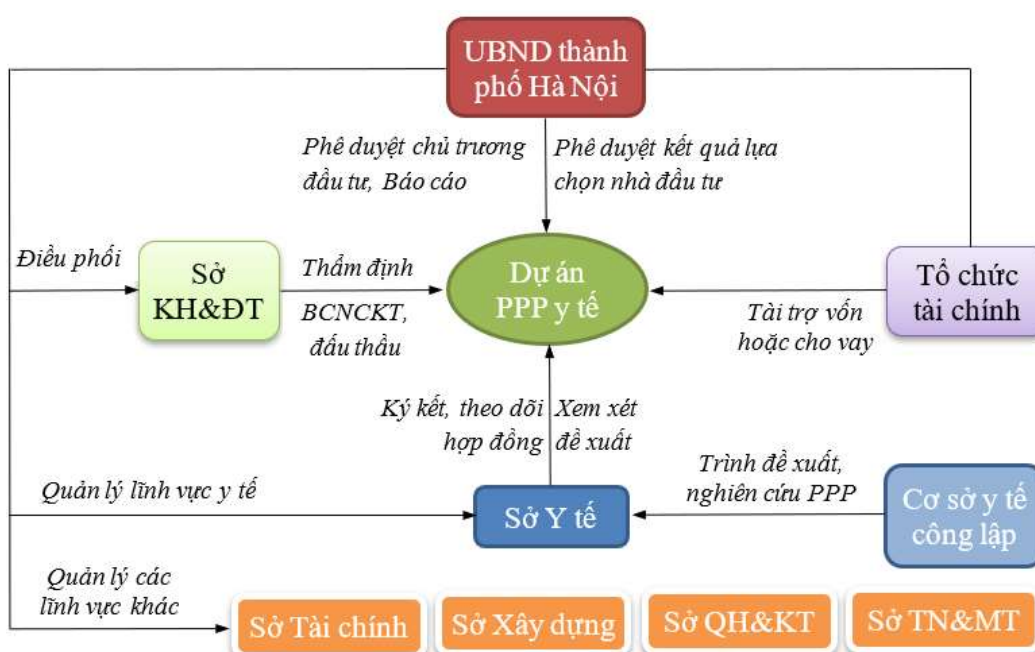 UBND thành
phố Hà Nội
Phê duyệt chủ trương
đầu tư, Báo cáo
Phê duyệt kết quả lựa
chọn nhà đầu tư
Điều phối
Sở
KH&ĐT
Thẩm định
BCNCKT,
đấu thầu
Dự án
PPP y tế
Tổ chức
tài chính
Tài trợ vốn
hoặc cho vay
Ký kết, theo dõi
hợp đồng
Xem xét
đề xuất
Trình đề xuất,
nghiên cứu PPP
Quản lý lĩnh vực y tế
Sở Y tế
Cơ sở y tế
công lập
Quản lý các
lĩnh vực khác
Sở Tài chính
Sở Xây dựng
Sở QH&KT
Sở TN&MT